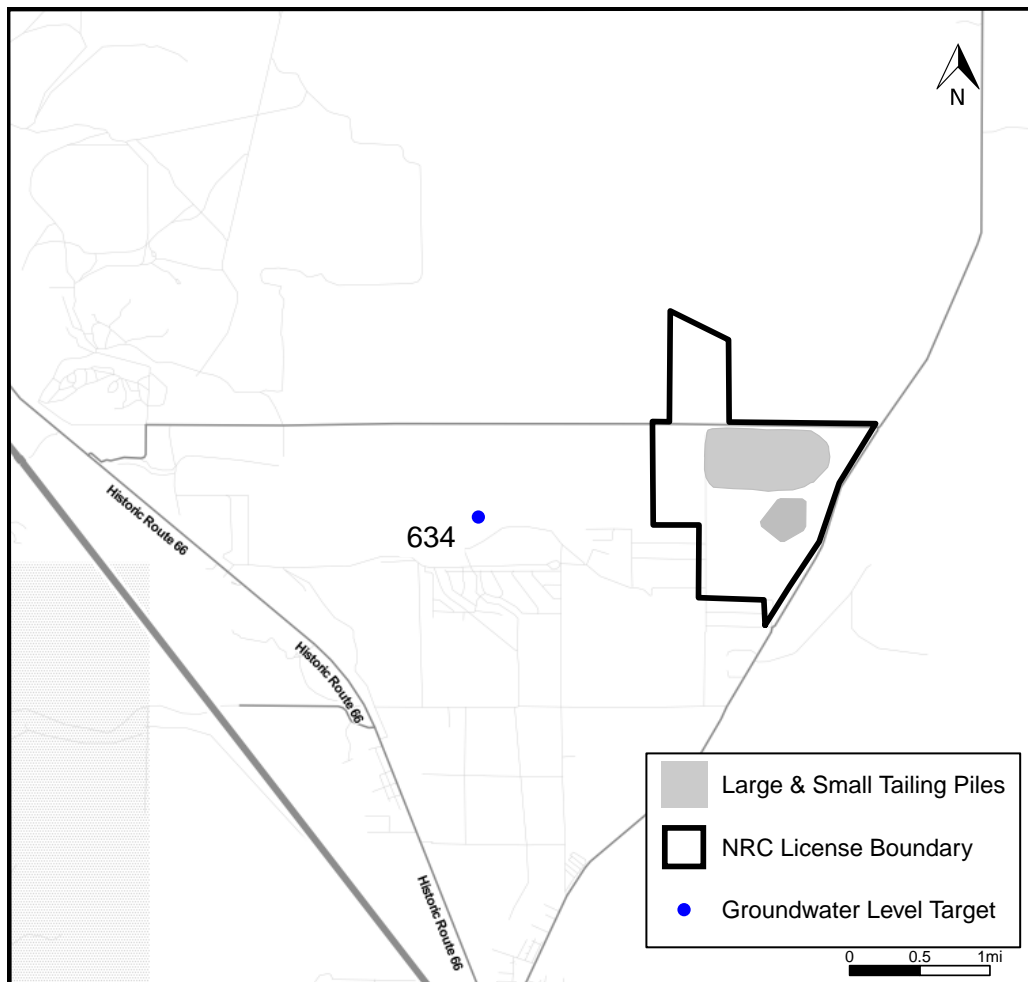 N
Historic Route 66
634
Historic Route 66
Historic Route 66
Large & Small Tailing Piles
NRC License Boundary
Groundwater Level Target
0 0.5 1mi